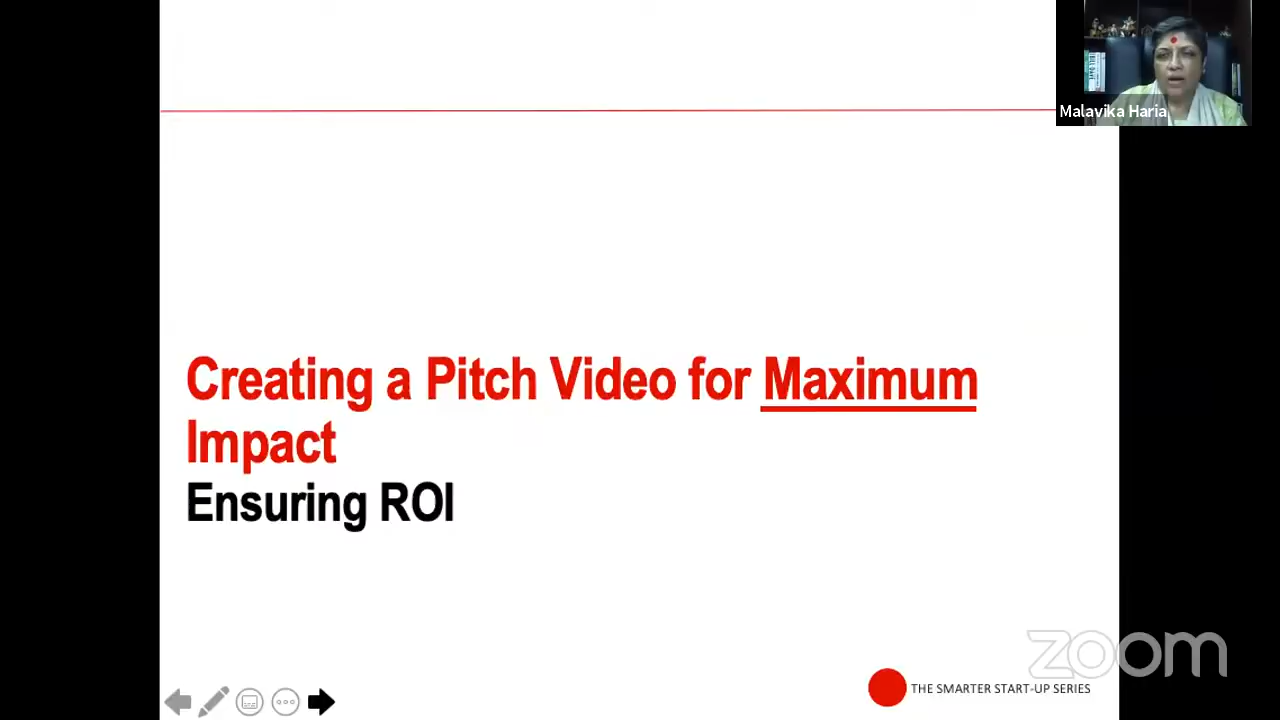 Malavika Haria
Creating a Pitch Video for Maximum
Impact
Ensuring ROI
zoom
THE SMARTER START-UP SERIES